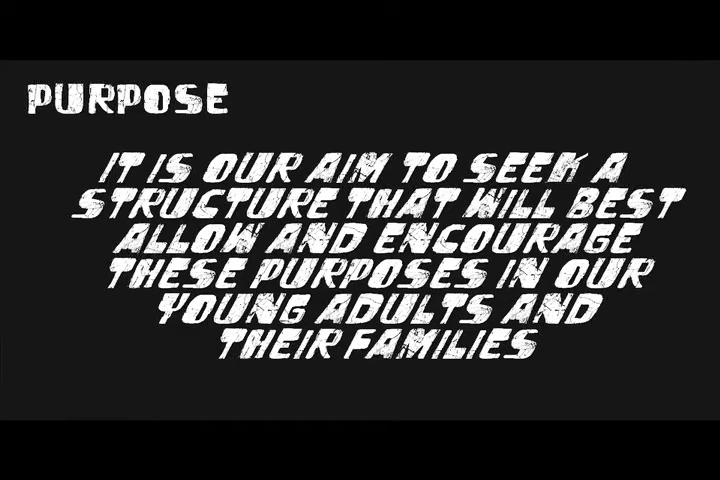 PURPOSE
IT IS OUR AIM TO SEEK A
STRUCTURE THAT WILL BEST
ALLOW AND ENCOURAGE
THESE PURPOSES IN OUR
YOUNG ADULTS AND
THEIR FAMILIES